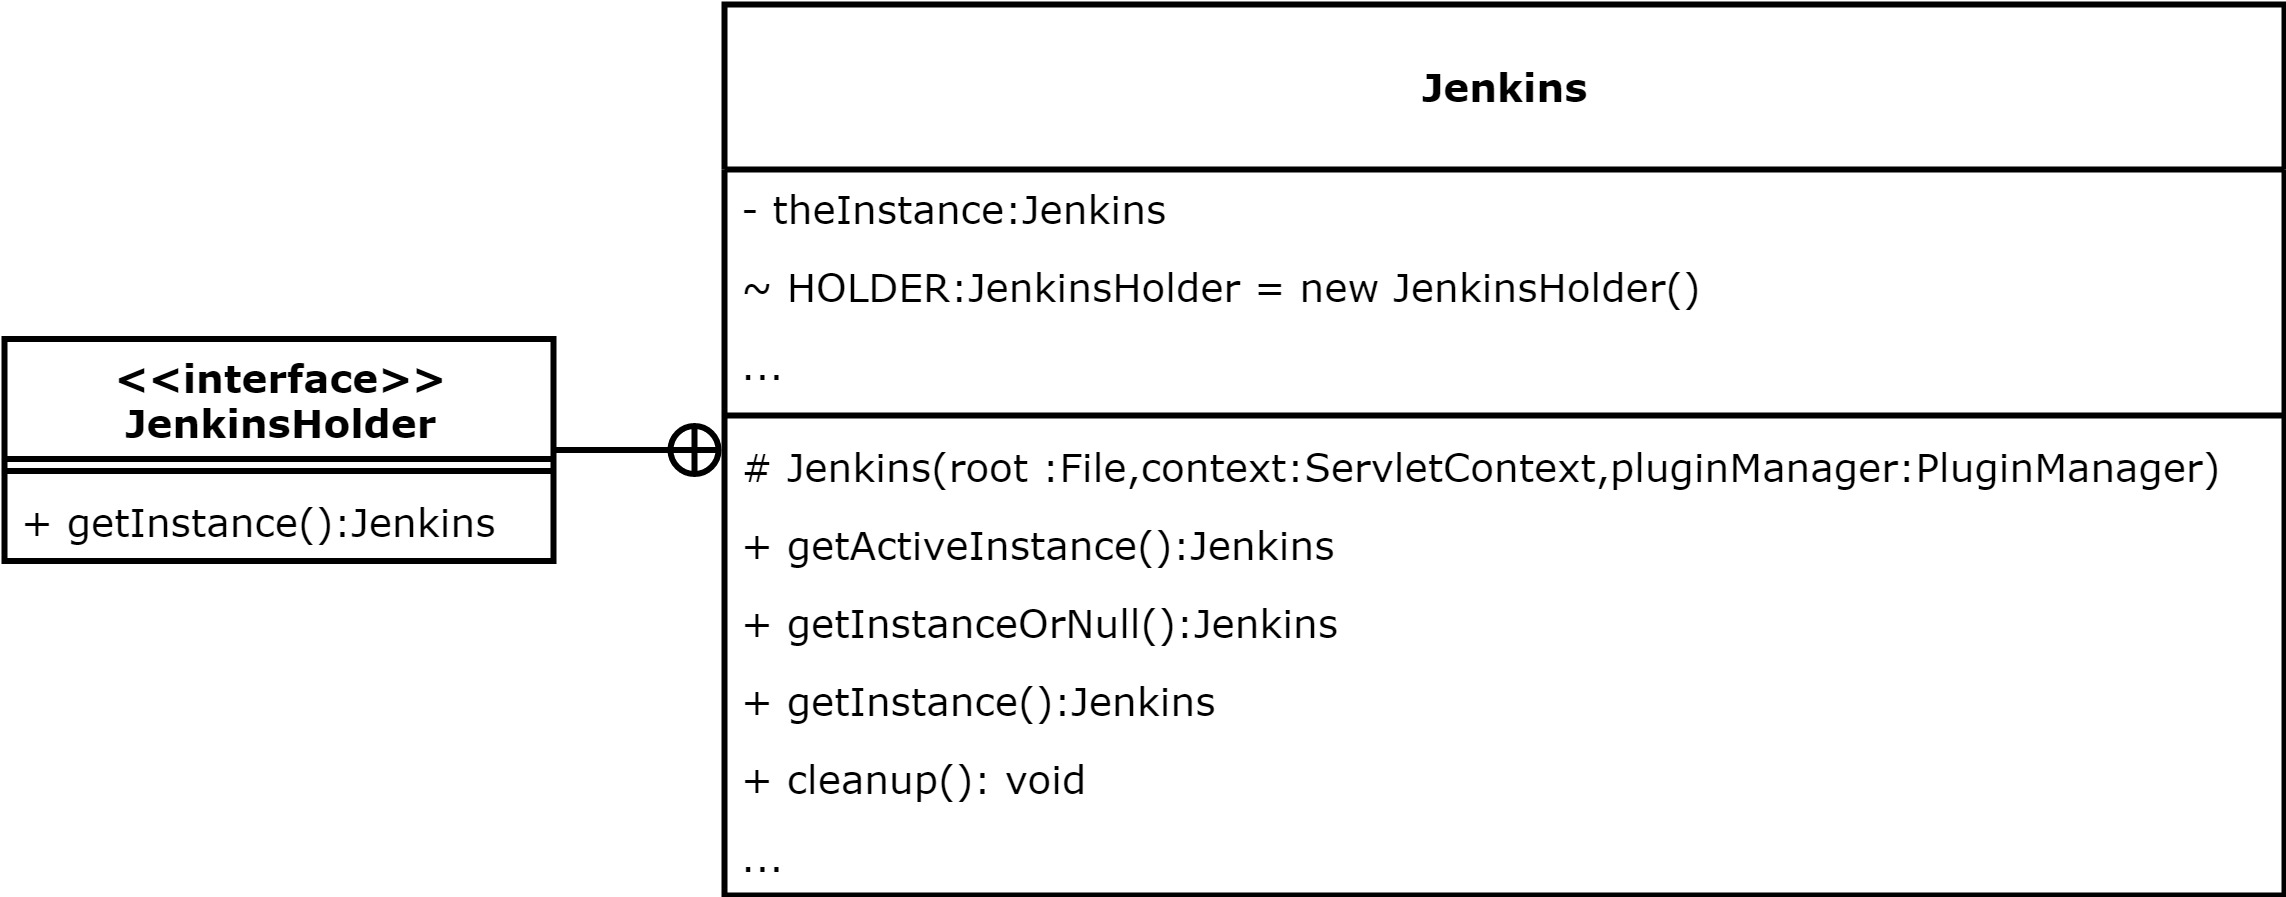 <<interface>>
JenkinsHolder
+ getInstance():Jenkins
Jenkins
- theInstance:Jenkins
~ HOLDER:JenkinsHolder = new JenkinsHolder()
...
# Jenkins(root :File,context:ServletContext,pluginManager:PluginManager)
+ getActiveInstance():Jenkins
+ getInstanceOrNull():Jenkins
+ getInstance():Jenkins
+ cleanup(): void
...